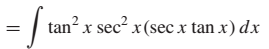 = ∫ tan² x sec² x(sec x tan x) dx